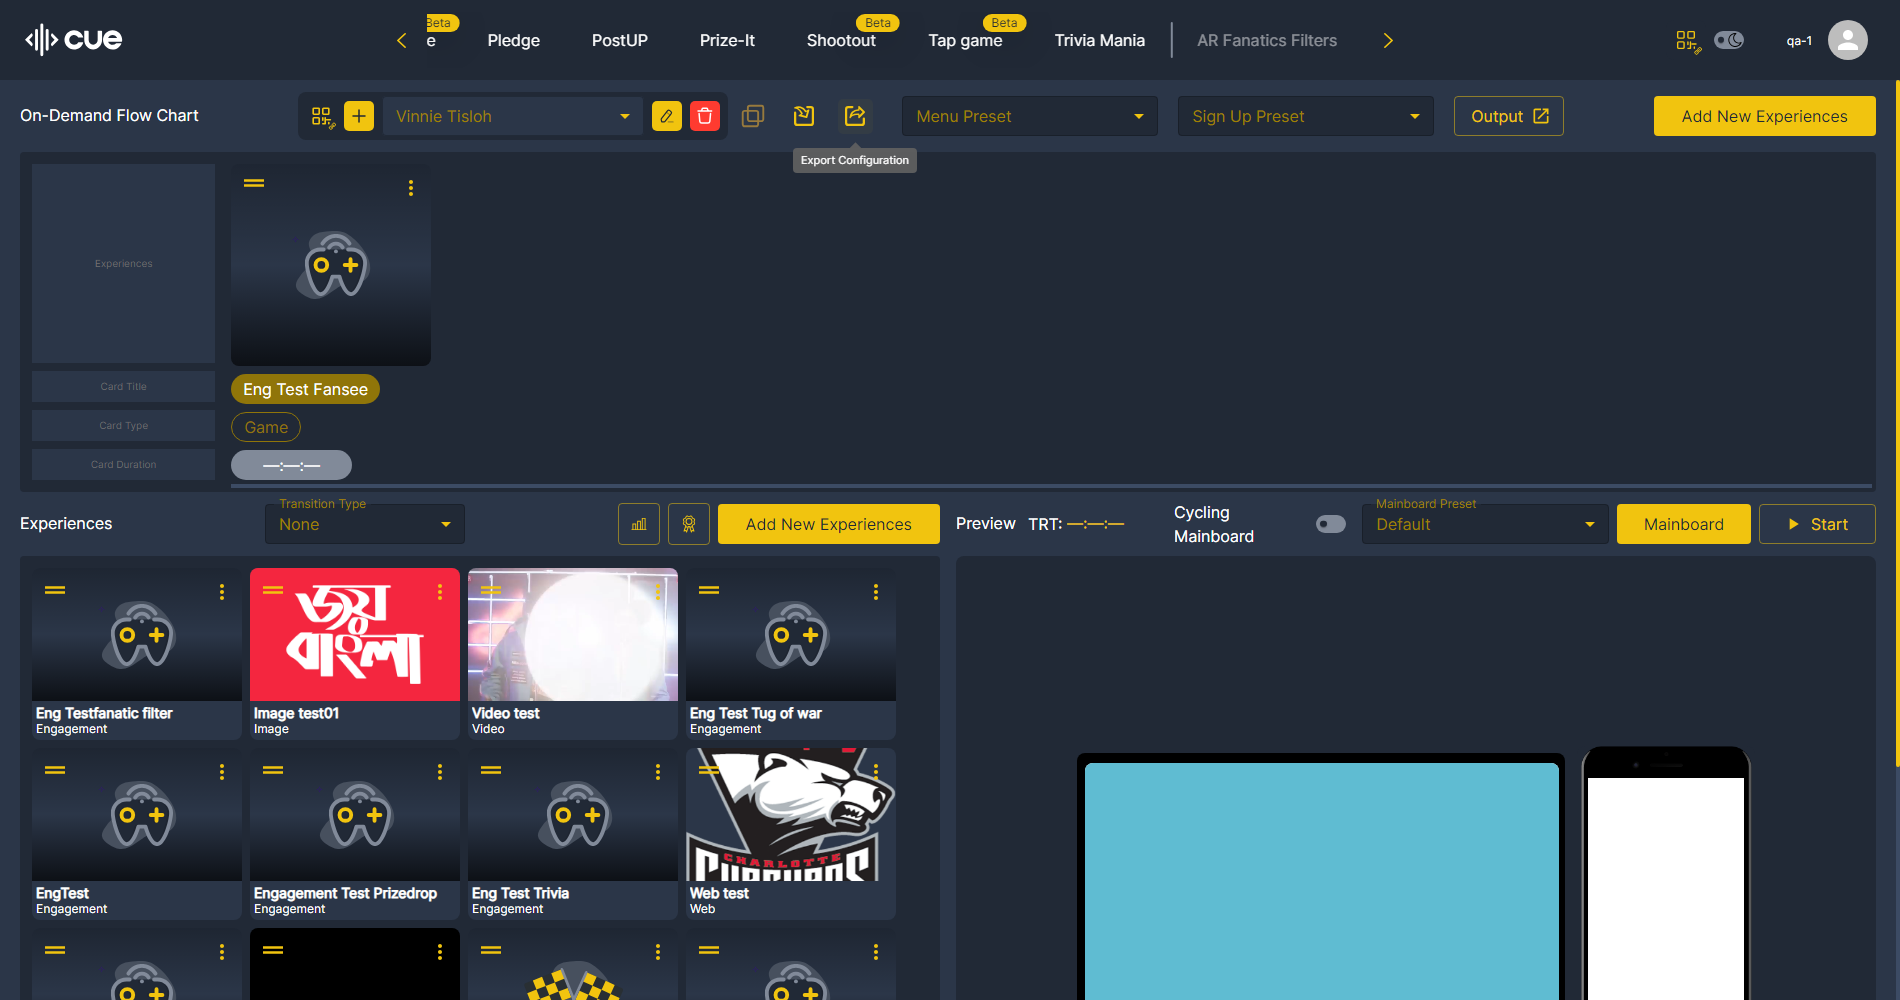 cue
e
Beta
Pledge
PostUP
Prize-It
Shootout
Beta
Tap game
Beta
Trivia Mania
AR Fanatics Filters
qa-1
On-Demand Flow Chart
Vinnie Tisloh
Menu Preset
Sign Up Preset
Output
Add New Experiences
Export Configuration
Experiences
Card Title
Card Type
Card Duration
Eng Test Fansee
Game
—:—:—
Experiences
Transition Type
None
Add New Experiences
Preview
TRT: —:—:—
Cycling
Mainboard
Mainboard Preset
Default
Mainboard
Start
জয়
বাংলা
Eng Testfanatic filter
Engagement
Image test01
Image
Video test
Video
Eng Test Tug of war
Engagement
CHARLOTTE
EngTest
Engagement
Engagement Test Prizedrop
Engagement
Eng Test Trivia
Engagement
Web test
Web